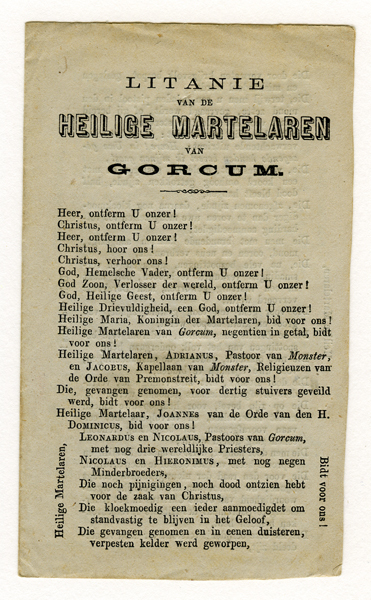 LITANIE
VAN DE
HEILIGE MARTELAREN
VAN
GORCUM.
Heer, ontferm U onzer!
Christus, ontferm U onzer!
Heer, ontferm U onzer!
Christus, hoor ons!
Christus, verhoor ons!
God, Hemelsche Vader, ontferm U onzer!
God Zoon, Verlosser der wereld, ontferm U onzer!
God, Heilige Geest, ontferm U onzer!
Heilige Drievuldigheid, een God, ontferm U onzer!
Heilige Maria, Koningin der Martelaren, bid voor ons!
Heilige Martelaren van Gorcum, negentien in getal, bidt
voor ons!
Heilige Martelaren, ADRIANUS, Pastoor van Monster,
en JACOBUS, Kapellaan van Monster, Religieuzen van
de Orde van Premonstreit, bidt voor ons!
Die, gevangen genomen, voor dertig stuivers geveild
werd, bidt voor ons!
Heilige Martelaar, JOANNES van de Orde van den H.
DOMINICUS, bid voor ons!
Heilige Martelaren,
LEONARDUS en NICOLAUS, Pastoors van Gorcum,
met nog drie wereldlijke Priesters,
NICOLAUS en HIERONIMUS, met nog negen
Minderbroeders,
Die noch pijnigingen, noch dood ontzien hebt
voor de zaak van Christus,
Die kloekmoedig een ieder aanmoedigdet om
standvastig te blijven in het Geloof,
Die gevangen genomen en in eenen duisteren,
verpesten kelder werd geworpen,
Bidt voor ons!